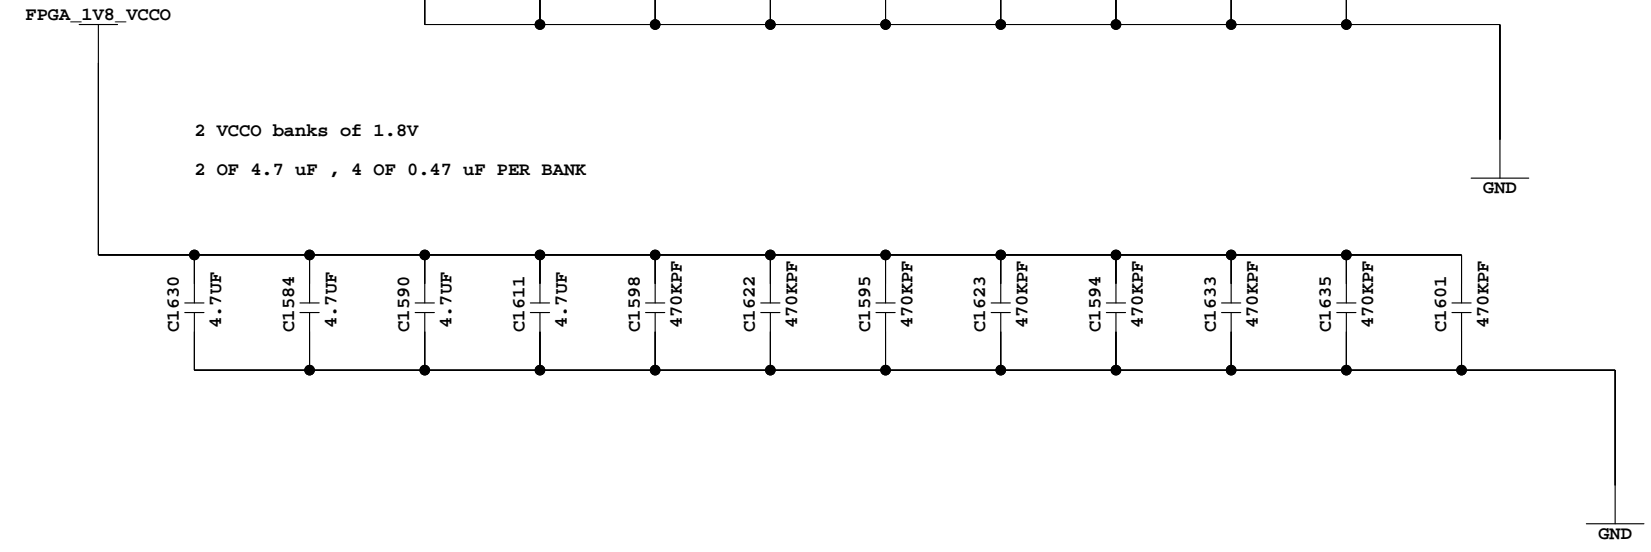 FPGA_1V8_VCCO
2 VCCO banks of 1.8V
2 OF 4.7 uF , 4 OF 0.47 uF PER BANK
GND
C1630
4.7UF
C1584
4.7UF
C1590
4.7UF
C1611
4.7UF
C1598
470KPF
C1622
470KPF
C1595
470KPF
C1623
470KPF
C1594
470KPF
C1633
470KPF
C1635
470KPF
C1601
470KPF
GND